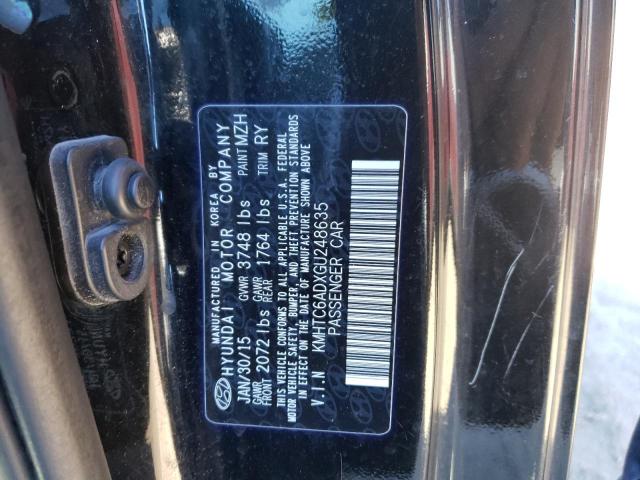 MANUFACTURED IN KOREA BY
HYUNDAI MOTOR COMPANY
JAN/30/15 GVWR 3748 lbs PAINT MZH
GAWR FRONT 2072 lbs GAWR REAR 1764 lbs TRIM RY
THIS VEHICLE CONFORMS TO ALL APPLICABLE U.S.A. FEDERAL
MOTOR VEHICLE SAFETY, BUMPER, AND THEFT PREVENTION STANDARDS
IN EFFECT ON THE DATE OF MANUFACTURE SHOWN ABOVE
V.I.N KMHTC6ADXGU248635
PASSENGER CAR